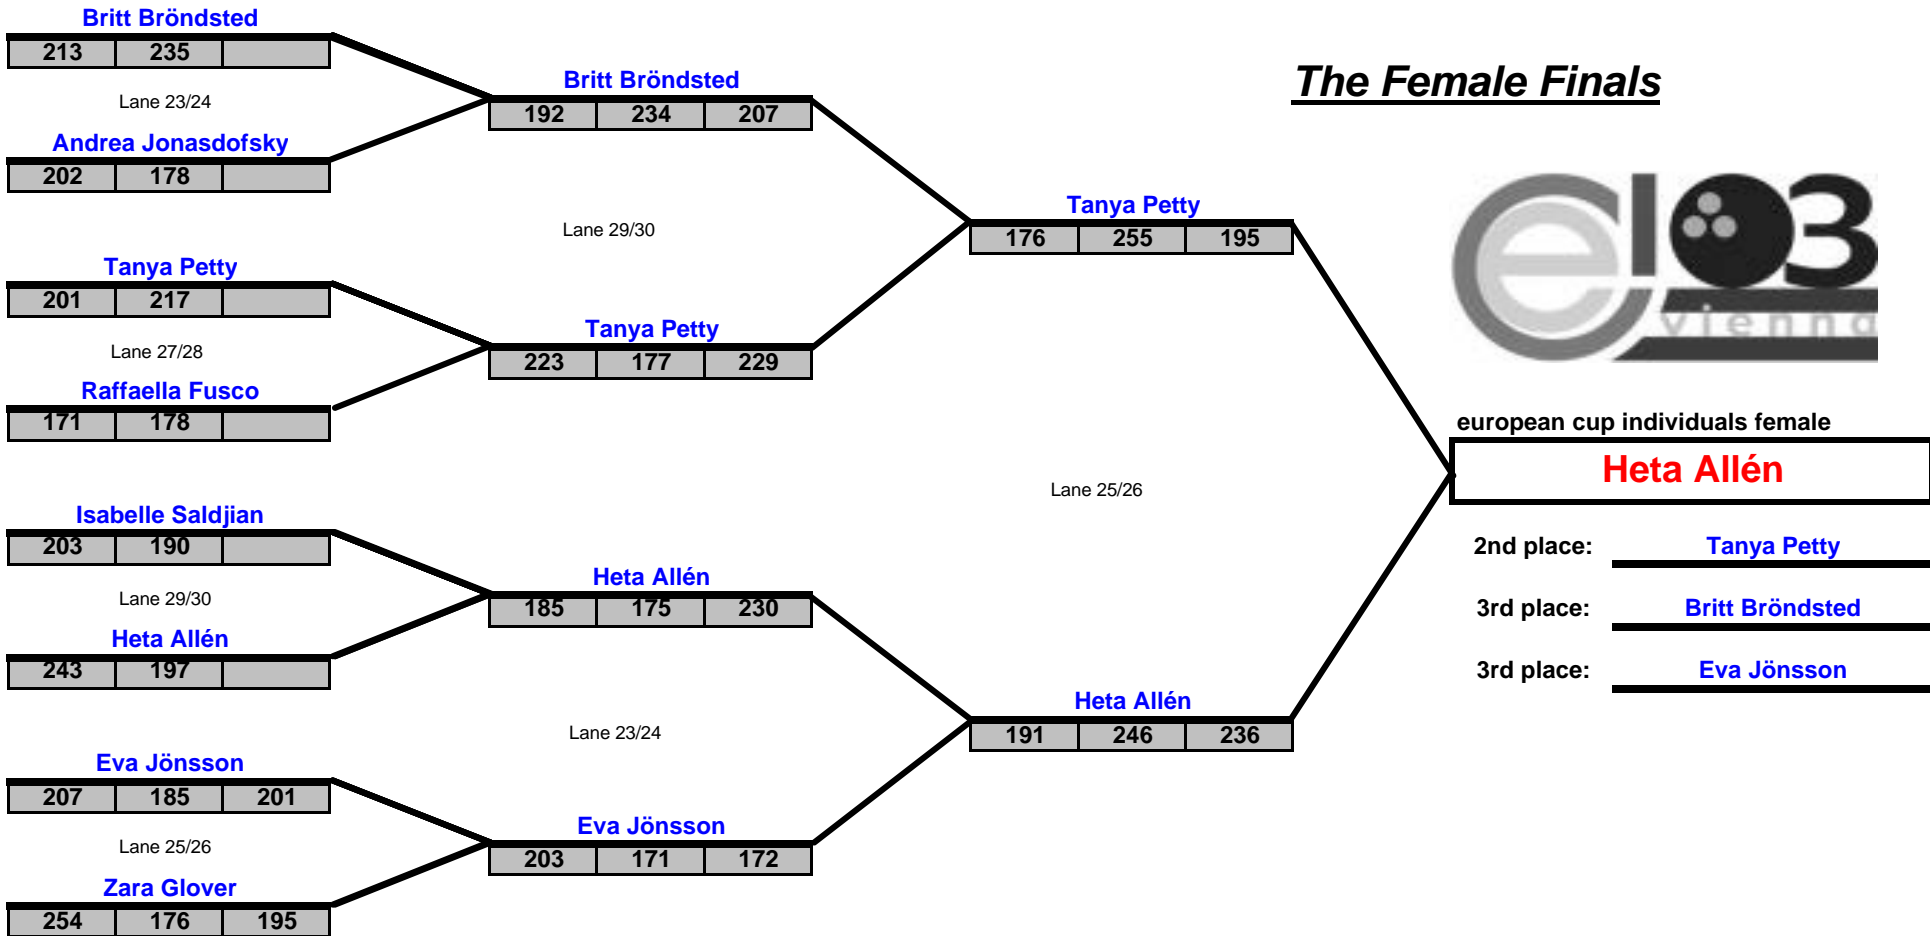 The Female Finals
Britt Bröndsted
213 235
Lane 23/24
Andrea Jonasdofsky
202 178
Tanya Petty
201 217
Lane 27/28
Raffaella Fusco
171 178
Isabelle Saldjian
203 190
Lane 29/30
Heta Allén
243 197
Eva Jönsson
207 185 201
Lane 25/26
Zara Glover
254 176 195
Britt Bröndsted
192 234 207
Lane 29/30
Tanya Petty
223 177 229
Heta Allén
185 175 230
Lane 23/24
Eva Jönsson
203 171 172
Tanya Petty
176 255 195
Lane 25/26
Heta Allén
191 246 236
eci03
vienna
european cup individuals female
Heta Allén
2nd place: Tanya Petty
3rd place: Britt Bröndsted
3rd place: Eva Jönsson